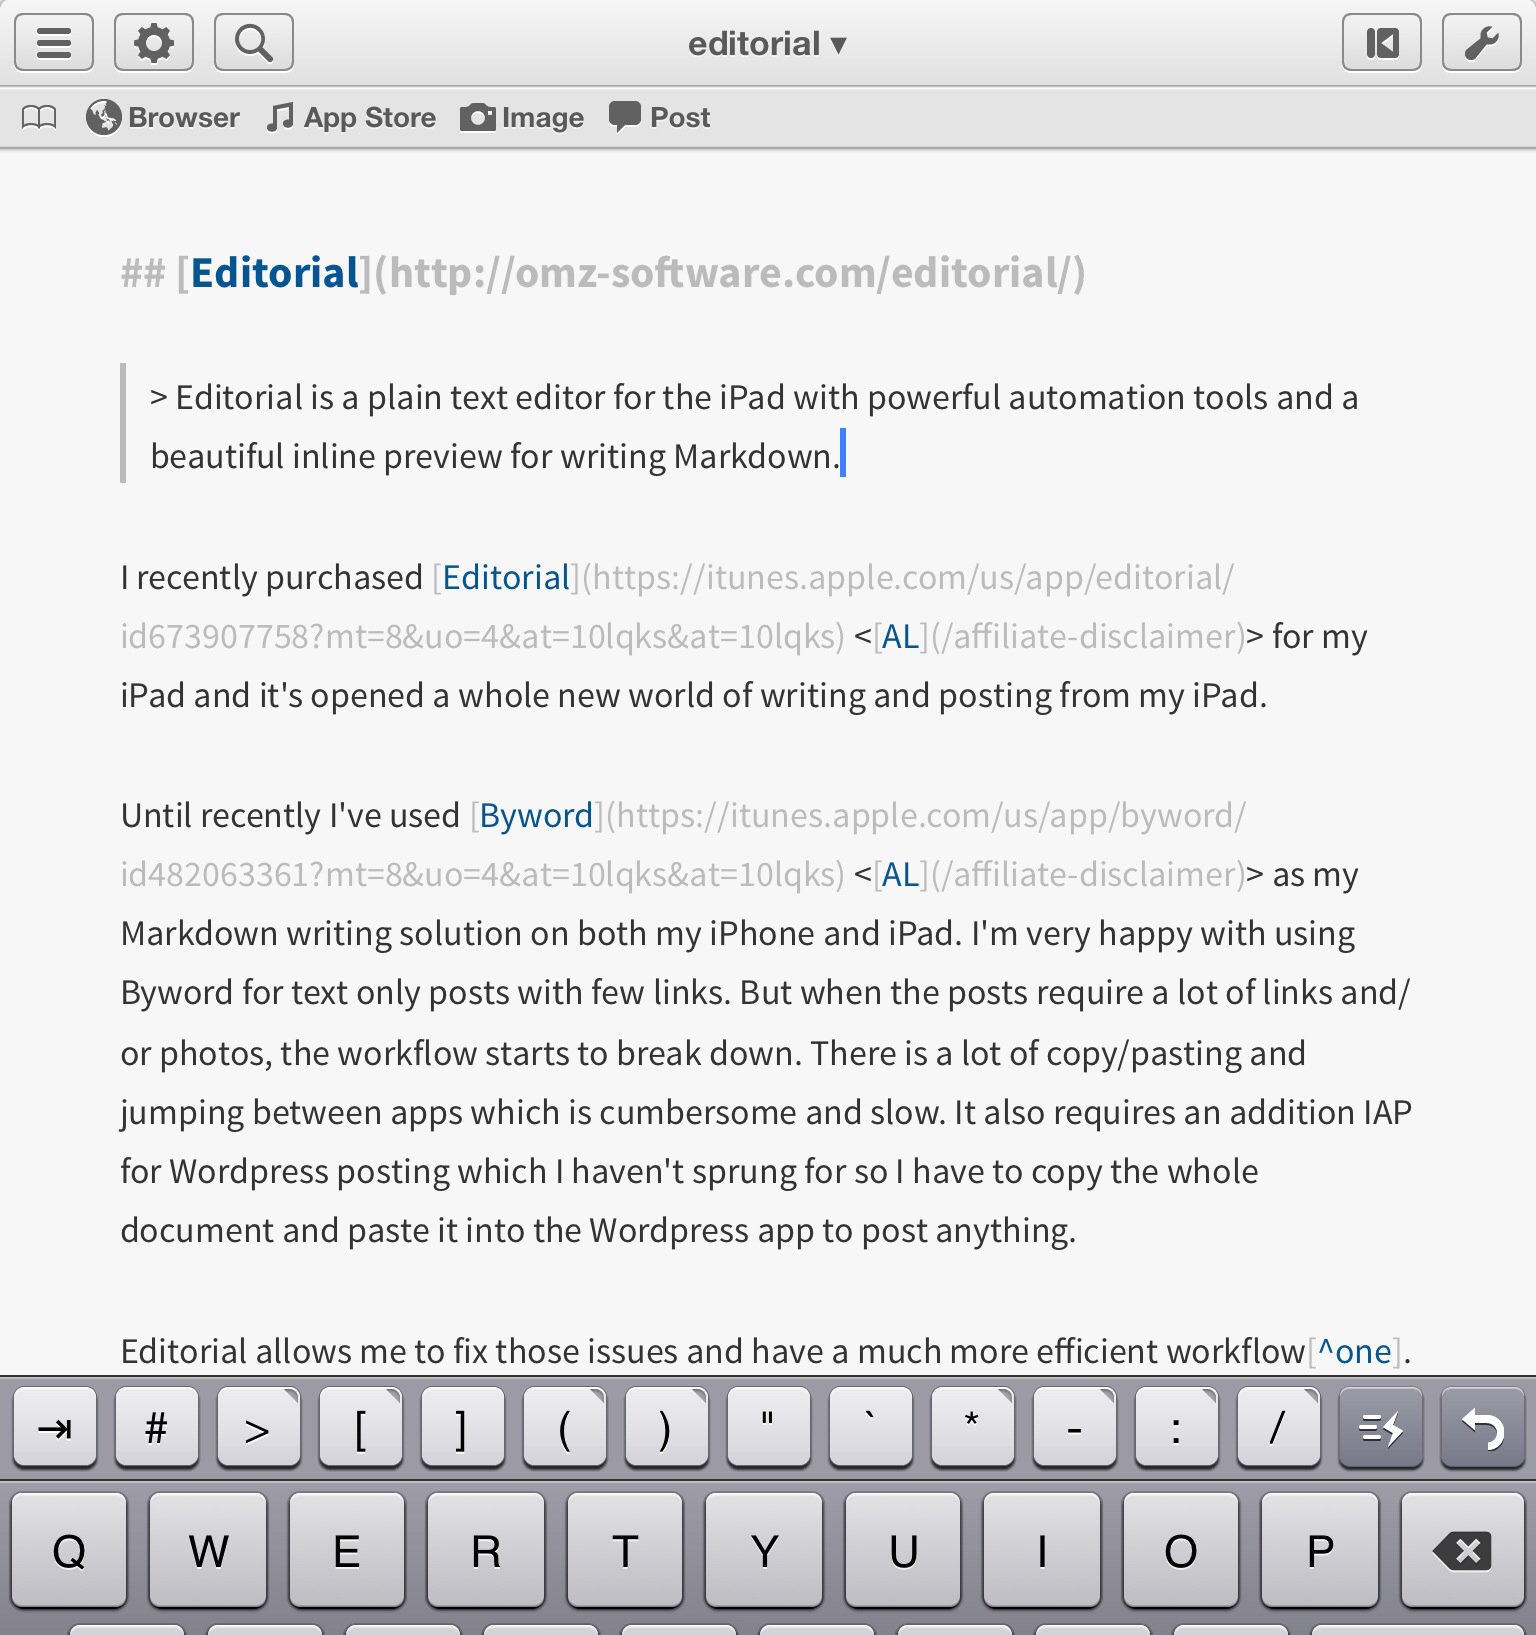 editorial ▾
Browser App Store Image Post
## [Editorial](http://omz-software.com/editorial/)
> Editorial is a plain text editor for the iPad with powerful automation tools and a
beautiful inline preview for writing Markdown.
I recently purchased [Editorial](https://itunes.apple.com/us/app/editorial/
id673907758?mt=8&uo=4&at=10lqks&at=10lqks) <[AL](/affiliate-disclaimer)> for my
iPad and it's opened a whole new world of writing and posting from my iPad.
Until recently I've used [Byword](https://itunes.apple.com/us/app/byword/
id482063361?mt=8&uo=4&at=10lqks&at=10lqks) <[AL](/affiliate-disclaimer)> as my
Markdown writing solution on both my iPhone and iPad. I'm very happy with using
Byword for text only posts with few links. But when the posts require a lot of links and/
or photos, the workflow starts to break down. There is a lot of copy/pasting and
jumping between apps which is cumbersome and slow. It also requires an addition IAP
for Wordpress posting which I haven't sprung for so I have to copy the whole
document and paste it into the Wordpress app to post anything.
Editorial allows me to fix those issues and have a much more efficient workflow[^one].
⇥ # > [ ] ( ) " ` * - : /
Q W E R T Y U I O P